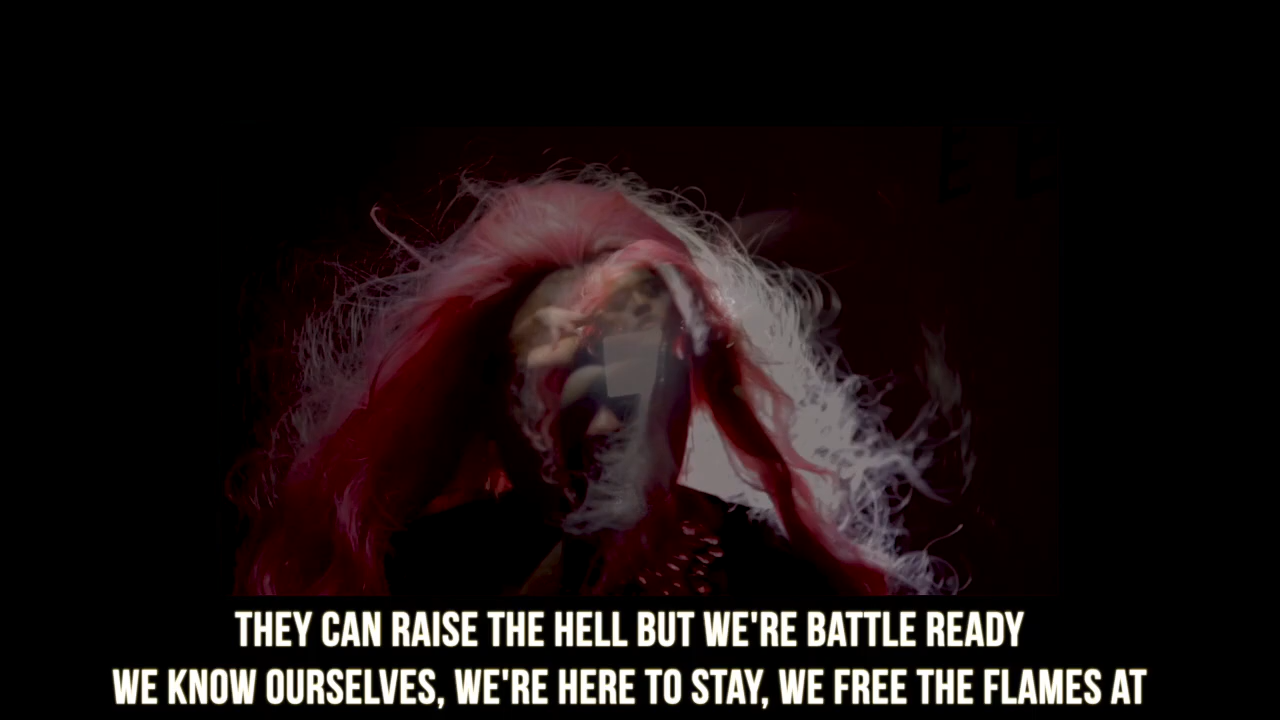 THEY CAN RAISE THE HELL BUT WE'RE BATTLE READY
WE KNOW OURSELVES, WE'RE HERE TO STAY, WE FREE THE FLAMES AT